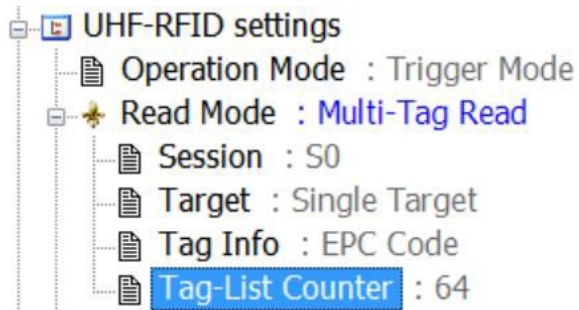 UHF-RFID settings
Operation Mode : Trigger Mode
Read Mode : Multi-Tag Read
Session : S0
Target : Single Target
Tag Info : EPC Code
Tag-List Counter : 64